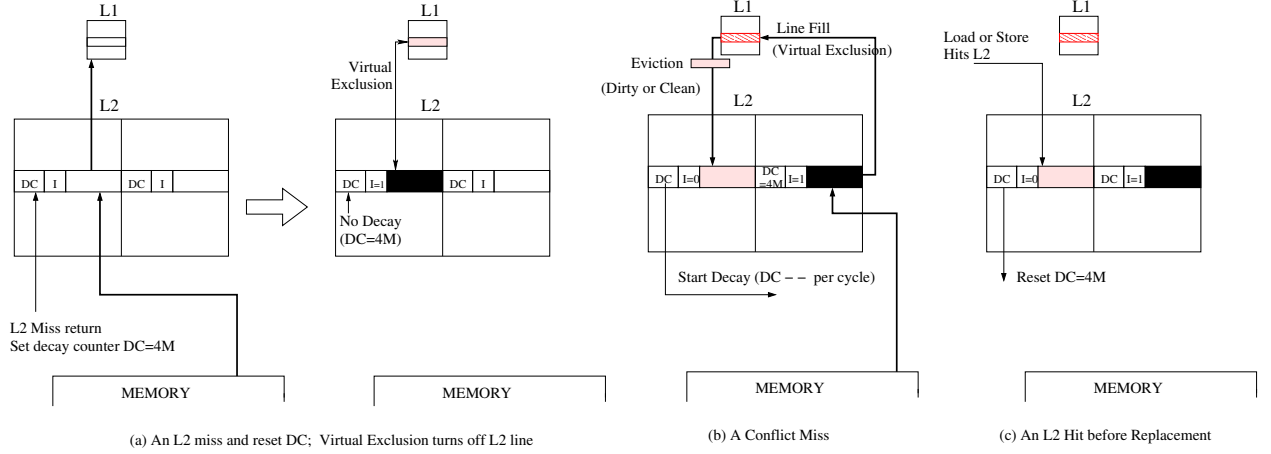 L1
L2
DC
I
DC
I
L2 Miss return
Set decay counter DC=4M
MEMORY
L1
Virtual
Exclusion
L2
DC
I=1
DC
I
No Decay
(DC=4M)
MEMORY
(a) An L2 miss and reset DC; Virtual Exclusion turns off L2 line
L1
Line Fill
(Virtual Exclusion)
Eviction
(Dirty or Clean)
L2
DC
I=0
DC
=4M
I=1
Start Decay (DC - - per cycle)
MEMORY
(b) A Conflict Miss
L1
Load or Store
Hits L2
L2
DC
I=0
DC
I=1
Reset DC=4M
MEMORY
(c) An L2 Hit before Replacement